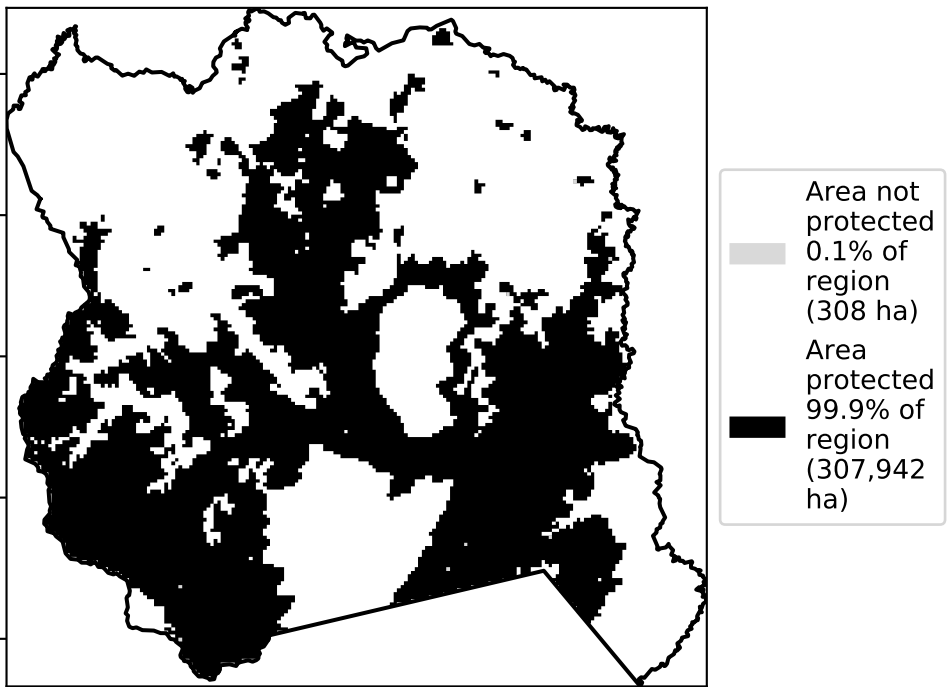 Area not
protected
0.1% of
region
(308 ha)
Area
protected
99.9% of
region
(307,942
ha)